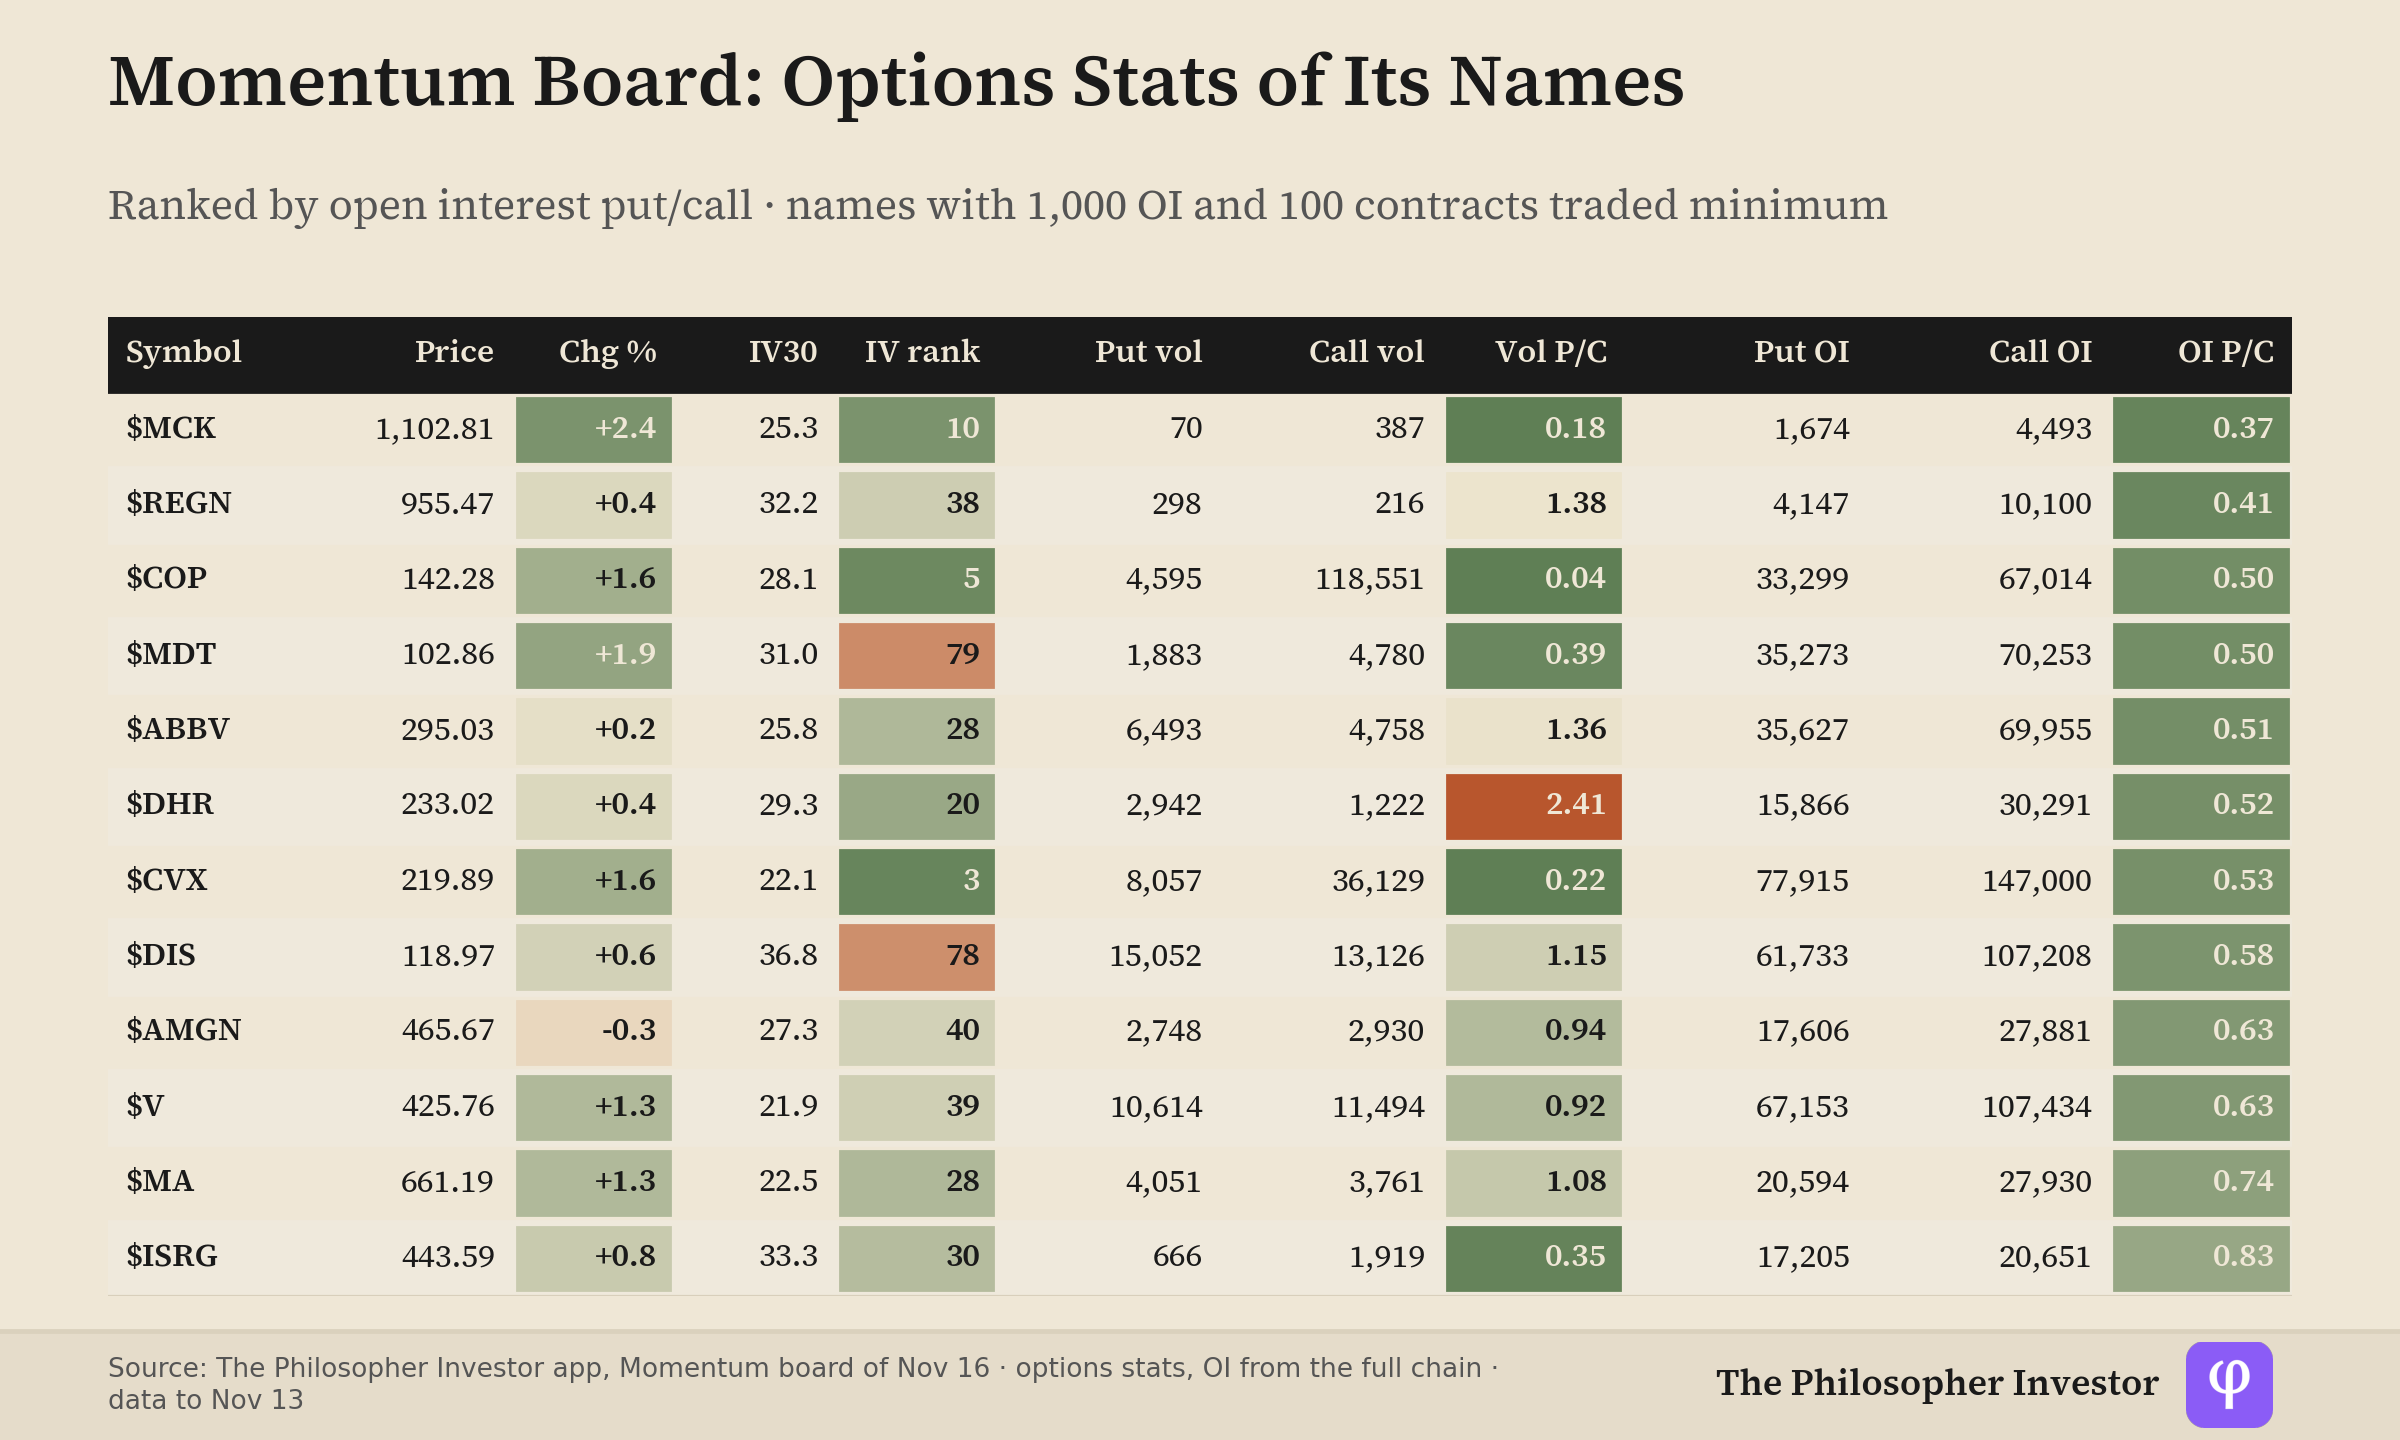 Momentum Board: Options Stats of Its Names
Ranked by open interest put/call · names with 1,000 OI and 100 contracts traded minimum
Symbol Price Chg % IV30 IV rank Put vol Call vol Vol P/C Put OI Call OI OI P/C
$MCK 1,102.81 +2.4 25.3 10 70 387 0.18 1,674 4,493 0.37
$REGN 955.47 +0.4 32.2 38 298 216 1.38 4,147 10,100 0.41
$COP 142.28 +1.6 28.1 5 4,595 118,551 0.04 33,299 67,014 0.50
$MDT 102.86 +1.9 31.0 79 1,883 4,780 0.39 35,273 70,253 0.50
$ABBV 295.03 +0.2 25.8 28 6,493 4,758 1.36 35,627 69,955 0.51
$DHR 233.02 +0.4 29.3 20 2,942 1,222 2.41 15,866 30,291 0.52
$CVX 219.89 +1.6 22.1 3 8,057 36,129 0.22 77,915 147,000 0.53
$DIS 118.97 +0.6 36.8 78 15,052 13,126 1.15 61,733 107,208 0.58
$AMGN 465.67 -0.3 27.3 40 2,748 2,930 0.94 17,606 27,881 0.63
$V 425.76 +1.3 21.9 39 10,614 11,494 0.92 67,153 107,434 0.63
$MA 661.19 +1.3 22.5 28 4,051 3,761 1.08 20,594 27,930 0.74
$ISRG 443.59 +0.8 33.3 30 666 1,919 0.35 17,205 20,651 0.83
Source: The Philosopher Investor app, Momentum board of Nov 16 · options stats, OI from the full chain ·
data to Nov 13
The Philosopher Investor φ